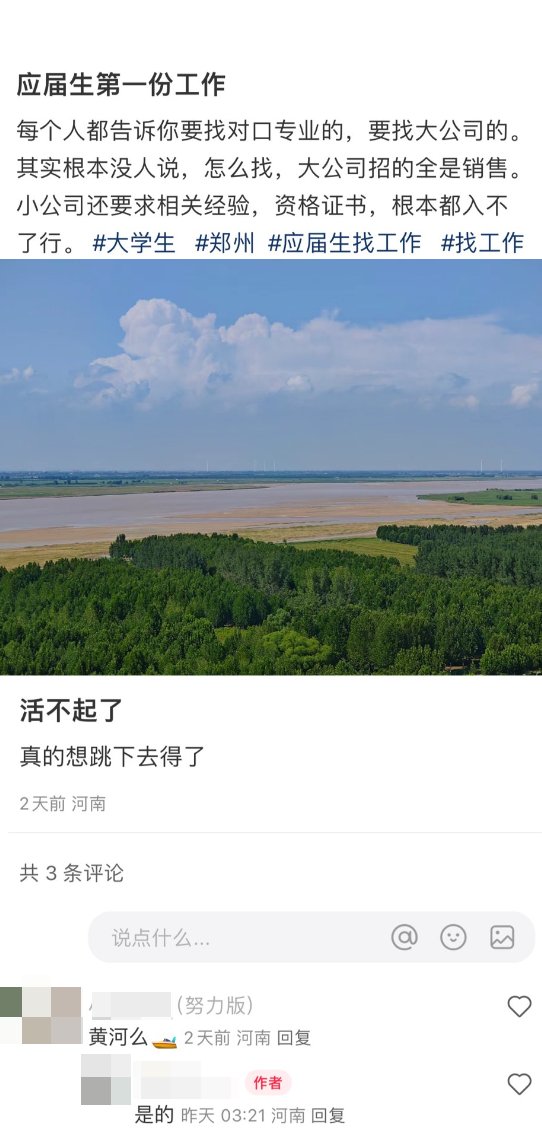 应届生第一份工作
每个人都告诉你要找对口专业的，要找大公司的。
其实根本没人说，怎么找，大公司招的全是销售。
小公司还要求相关经验，资格证书，根本都入不
了行。 #大学生 #郑州 #应届生找工作 #找工作
活不起了
真的想跳下去得了
2天前 河南
共 3 条评论
说点什么...
(努力版)
黄河么🚤 2天前 河南 回复
作者
是的 昨天 03:21 河南 回复